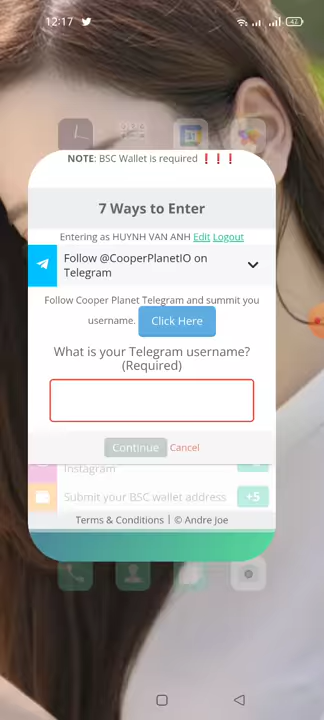 12:17
42
NOTE: BSC Wallet is required ❗❗❗
7 Ways to Enter
Entering as HUYNH VAN ANH Edit Logout
Follow @CooperPlanetIO on
Telegram
Follow Cooper Planet Telegram and summit you
username. Click Here
What is your Telegram username?
(Required)
Continue Cancel
Instagram
Submit your BSC wallet address +5
Terms & Conditions | © Andre Joe